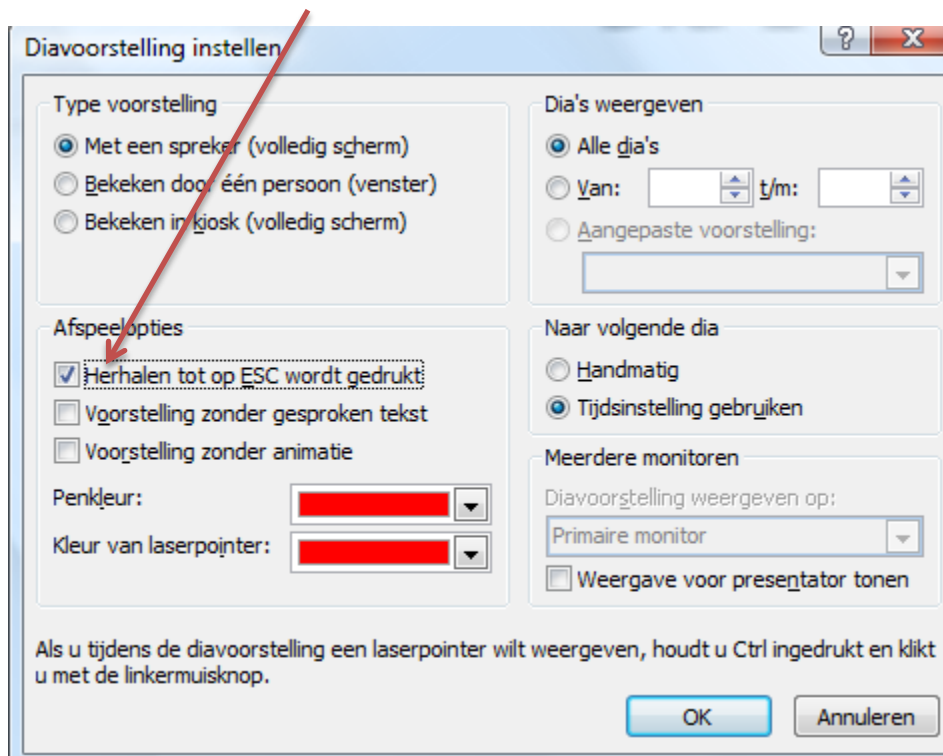 Diavoorstelling instellen
Type voorstelling
Met een spreker (volledig scherm)
Bekeken door één persoon (venster)
Bekeken in kiosk (volledig scherm)
Dia's weergeven
Alle dia's
Van: t/m:
Aangepaste voorstelling:
Afspeelopties
Herhalen tot op ESC wordt gedrukt
Voorstelling zonder gesproken tekst
Voorstelling zonder animatie
Penkleur:
Kleur van laserpointer:
Naar volgende dia
Handmatig
Tijdsinstelling gebruiken
Meerdere monitoren
Diavoorstelling weergeven op:
Primaire monitor
Weergave voor presentator tonen
Als u tijdens de diavoorstelling een laserpointer wilt weergeven, houdt u Ctrl ingedrukt en klikt
u met de linkermuisknop.
OK Annuleren